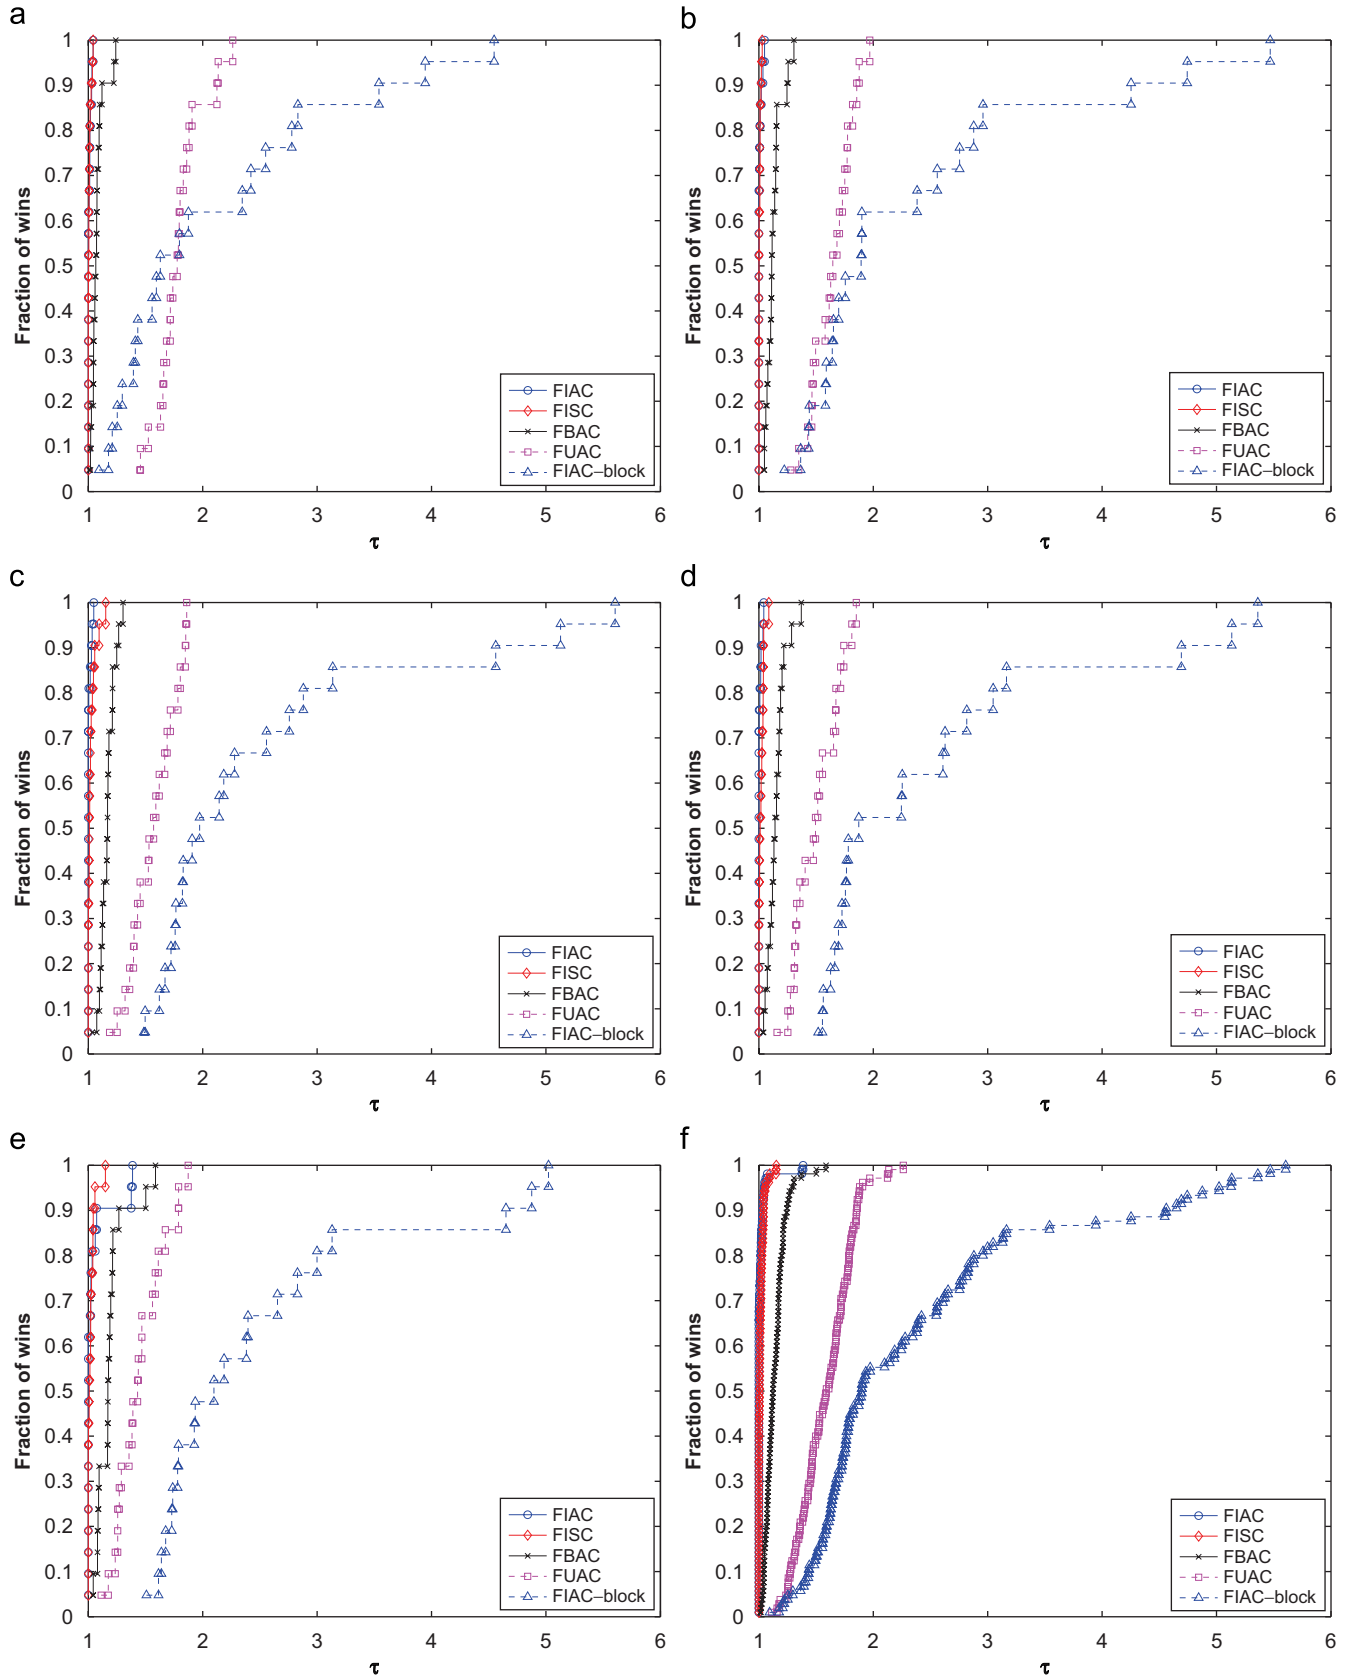 a
1
0.9
0.8
0.7
0.6
0.5
0.4
0.3
0.2
0.1
0
Fraction of wins
1 2 3 4 5 6
τ
FIAC
FISC
FBAC
FUAC
FIAC–block
b
1
0.9
0.8
0.7
0.6
0.5
0.4
0.3
0.2
0.1
0
Fraction of wins
1 2 3 4 5 6
τ
FIAC
FISC
FBAC
FUAC
FIAC–block
c
1
0.9
0.8
0.7
0.6
0.5
0.4
0.3
0.2
0.1
0
Fraction of wins
1 2 3 4 5 6
τ
FIAC
FISC
FBAC
FUAC
FIAC–block
d
1
0.9
0.8
0.7
0.6
0.5
0.4
0.3
0.2
0.1
0
Fraction of wins
1 2 3 4 5 6
τ
FIAC
FISC
FBAC
FUAC
FIAC–block
e
1
0.9
0.8
0.7
0.6
0.5
0.4
0.3
0.2
0.1
0
Fraction of wins
1 2 3 4 5 6
τ
FIAC
FISC
FBAC
FUAC
FIAC–block
f
1
0.9
0.8
0.7
0.6
0.5
0.4
0.3
0.2
0.1
0
Fraction of wins
1 2 3 4 5 6
τ
FIAC
FISC
FBAC
FUAC
FIAC–block